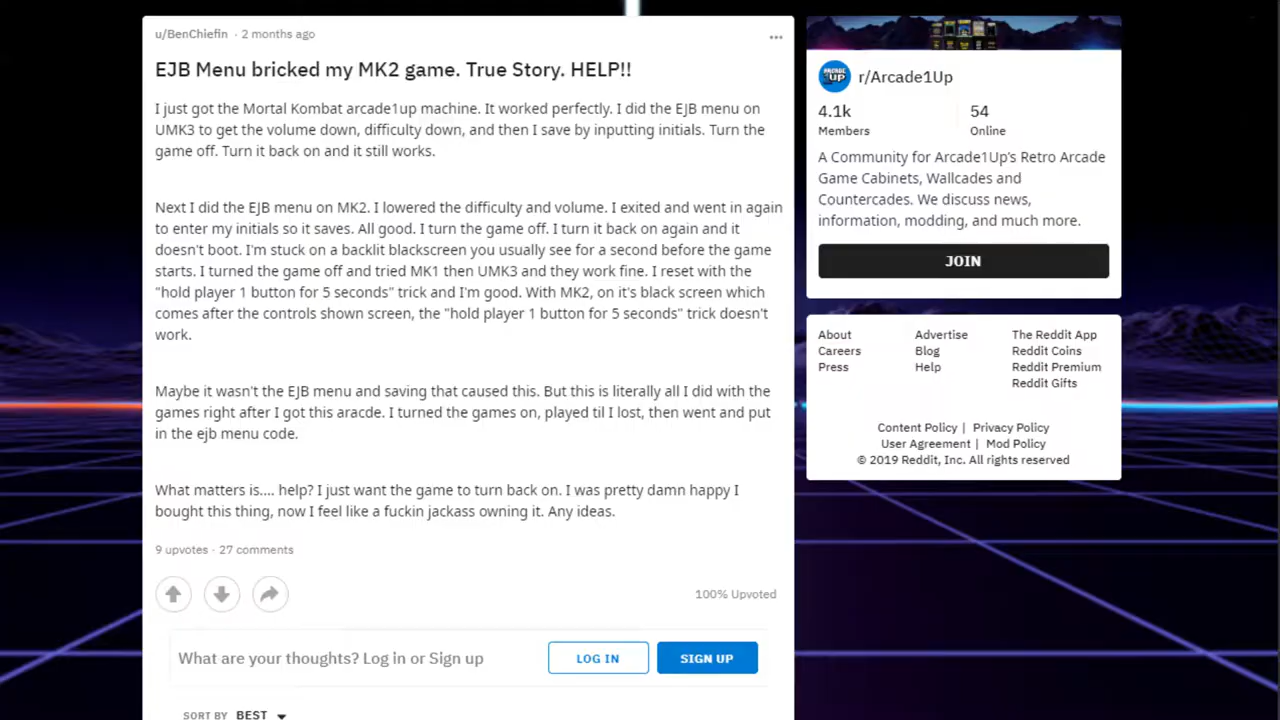 u/BenChiefin · 2 months ago
EJB Menu bricked my MK2 game. True Story. HELP!!
I just got the Mortal Kombat arcade1up machine. It worked perfectly. I did the EJB menu on
UMK3 to get the volume down, difficulty down, and then I save by inputting initials. Turn the
game off. Turn it back on and it still works.
Next I did the EJB menu on MK2. I lowered the difficulty and volume. I exited and went in again
to enter my initials so it saves. All good. I turn the game off. I turn it back on again and it
doesn't boot. I'm stuck on a backlit blackscreen you usually see for a second before the game
starts. I turned the game off and tried MK1 then UMK3 and they work fine. I reset with the
"hold player 1 button for 5 seconds" trick and I'm good. With MK2, on it's black screen which
comes after the controls shown screen, the "hold player 1 button for 5 seconds" trick doesn't
work.
Maybe it wasn't the EJB menu and saving that caused this. But this is literally all I did with the
games right after I got this aracde. I turned the games on, played til I lost, then went and put
in the ejb menu code.
What matters is.... help? I just want the game to turn back on. I was pretty damn happy I
bought this thing, now I feel like a fuckin jackass owning it. Any ideas.
9 upvotes · 27 comments
100% Upvoted
What are your thoughts? Log in or Sign up
LOG IN
SIGN UP
SORT BY BEST
ARCADE
1UP
r/Arcade1Up
4.1k
54
Members
Online
A Community for Arcade1Up's Retro Arcade
Game Cabinets, Wallcades and
Countercades. We discuss news,
information, modding, and much more.
JOIN
About
Advertise
The Reddit App
Careers
Blog
Reddit Coins
Press
Help
Reddit Premium
Reddit Gifts
Content Policy | Privacy Policy
User Agreement | Mod Policy
© 2019 Reddit, Inc. All rights reserved